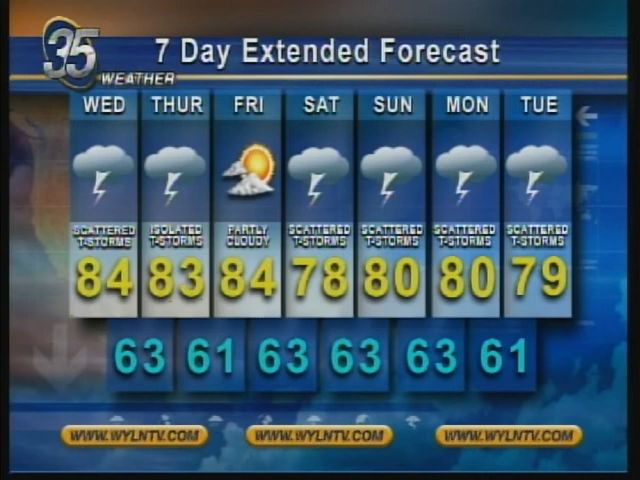 35
WEATHER
7 Day Extended Forecast
WED THUR FRI SAT SUN MON TUE
SCATTERED T-STORMS ISOLATED T-STORMS PARTLY CLOUDY SCATTERED T-STORMS SCATTERED T-STORMS SCATTERED T-STORMS SCATTERED T-STORMS
84 83 84 78 80 80 79
63 61 63 63 63 61
WWW.WYLNTV.COM WWW.WYLNTV.COM WWW.WYLNTV.COM